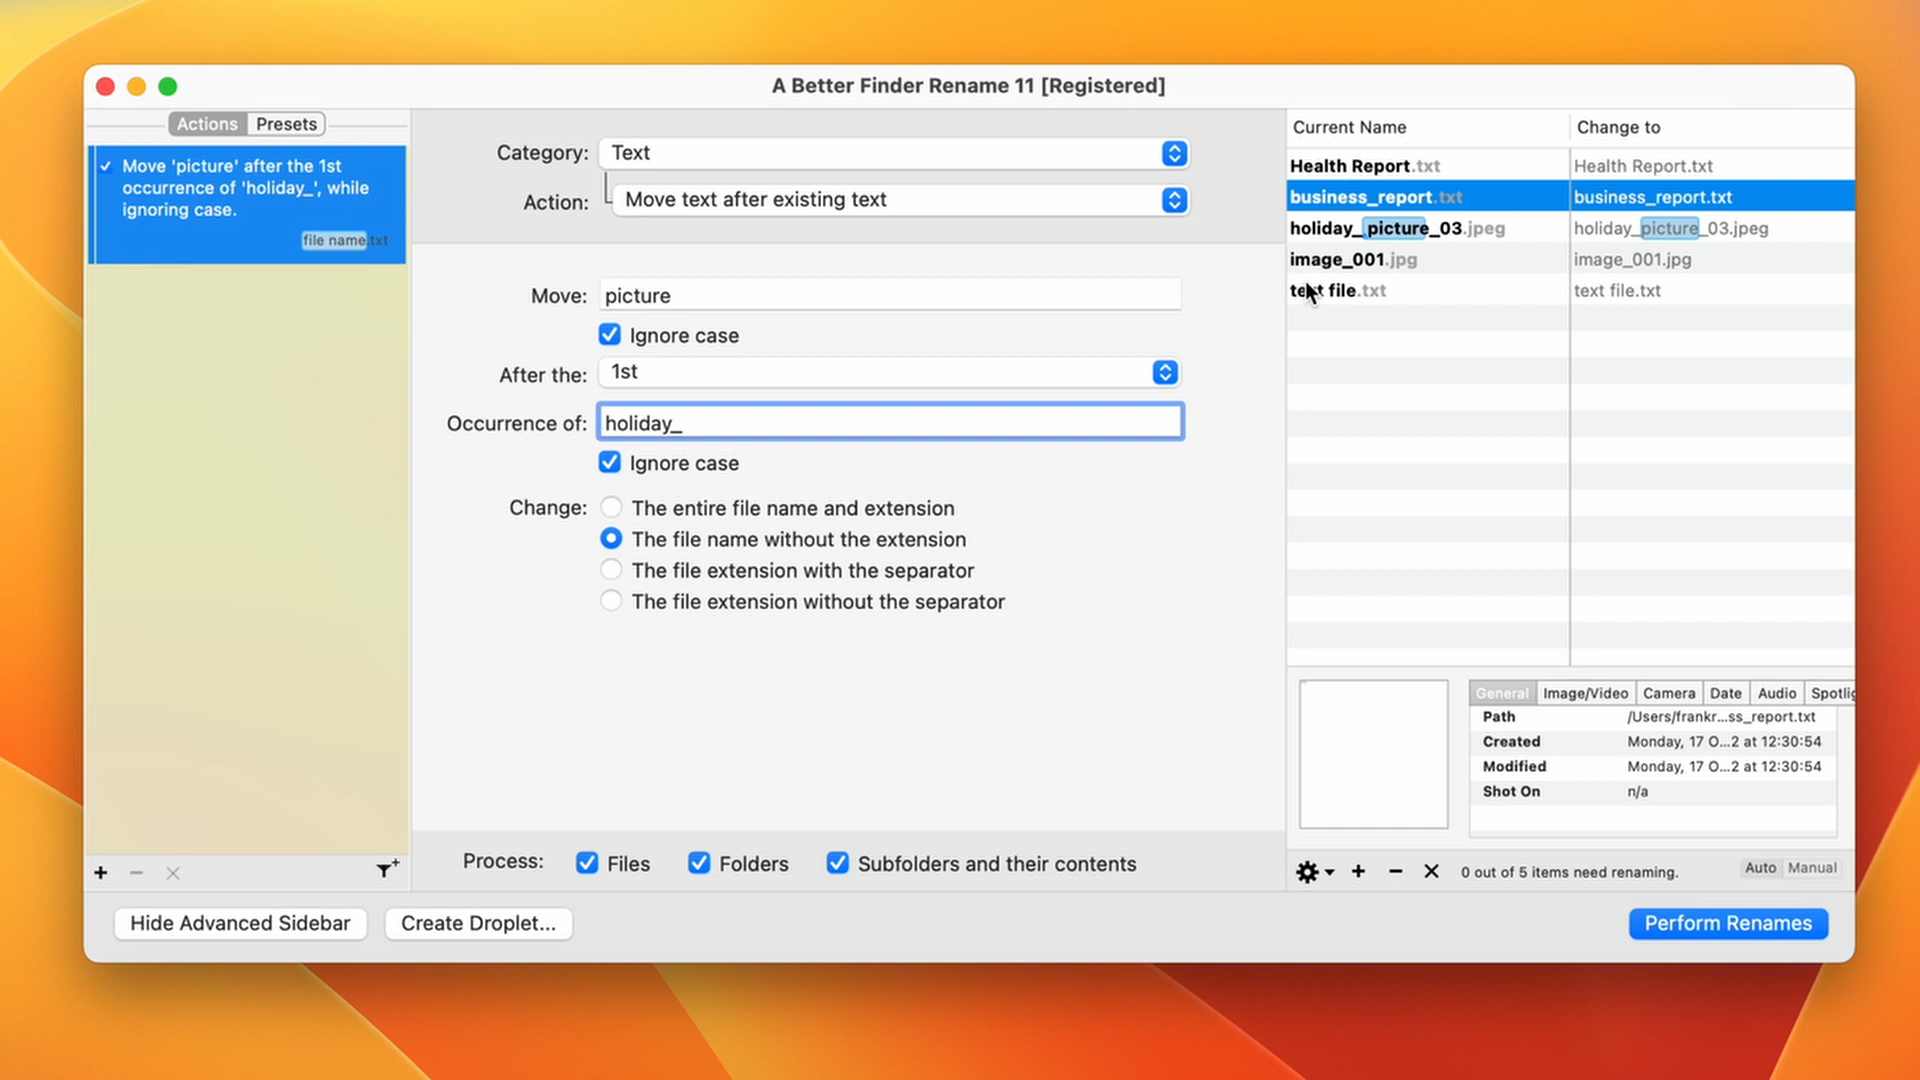 A Better Finder Rename 11 [Registered]
Actions Presets
Move 'picture' after the 1st
occurrence of 'holiday_', while
ignoring case.
file name.txt
Category: Text
Action: Move text after existing text
Move: picture
Ignore case
After the: 1st
Occurrence of: holiday_
Ignore case
Change: The entire file name and extension
The file name without the extension
The file extension with the separator
The file extension without the separator
Process: Files Folders Subfolders and their contents
Current Name Change to
Health Report.txt Health Report.txt
business_report.txt business_report.txt
holiday_picture_03.jpeg holiday_picture_03.jpeg
image_001.jpg image_001.jpg
text file.txt text file.txt
General Image/Video Camera Date Audio Spotlig
Path /Users/frankr...ss_report.txt
Created Monday, 17 O...2 at 12:30:54
Modified Monday, 17 O...2 at 12:30:54
Shot On n/a
0 out of 5 items need renaming. Auto Manual
Hide Advanced Sidebar Create Droplet... Perform Renames